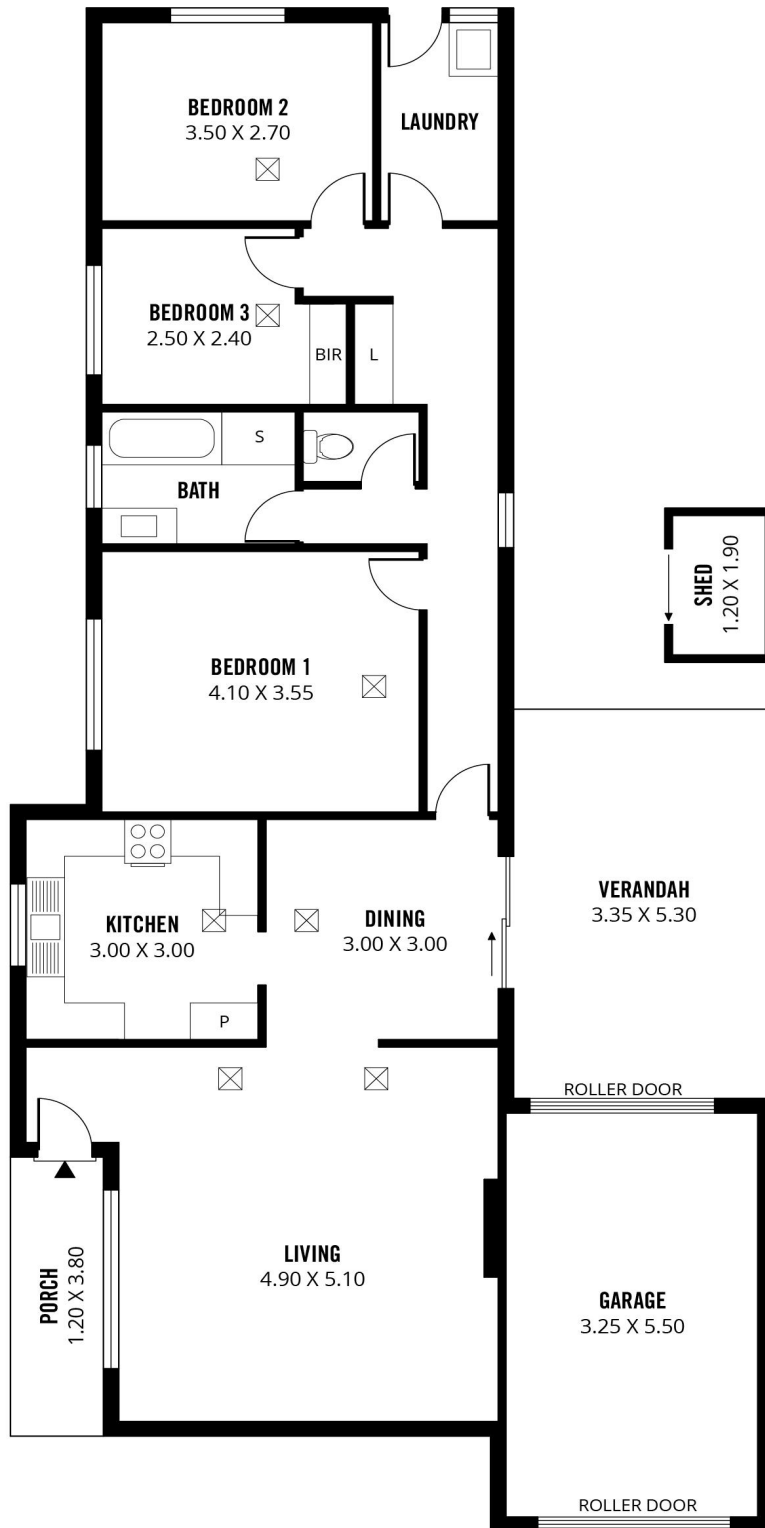 BEDROOM 2
3.50 X 2.70
LAUNDRY
BEDROOM 3
2.50 X 2.40
BIR
L
S
BATH
SHED
1.20 X 1.90
BEDROOM 1
4.10 X 3.55
KITCHEN
3.00 X 3.00
DINING
3.00 X 3.00
VERANDAH
3.35 X 5.30
P
ROLLER DOOR
LIVING
4.90 X 5.10
PORCH
1.20 X 3.80
GARAGE
3.25 X 5.50
ROLLER DOOR